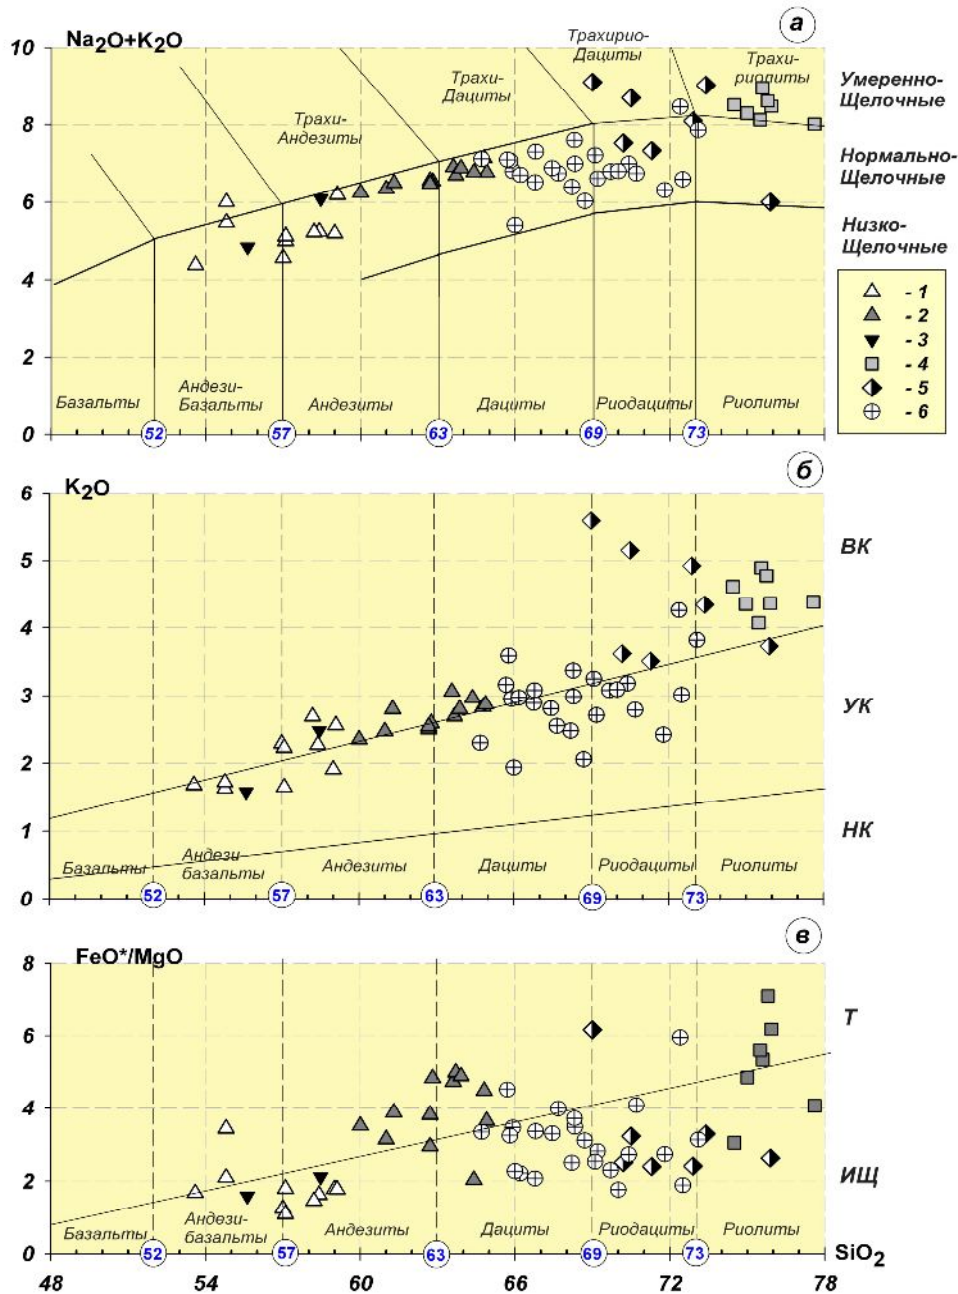 а
Na₂O+K₂O
10
8
6
4
2
0
Трахирио-
Дациты
Трахи-
риолиты
Трахи-
Дациты
Трахи-
Андезиты
Базальты
Андези-
Базальты
Андезиты
Дациты
Риодациты
Риолиты
52
57
63
69
73
78
Умеренно-
Щелочные
Нормально-
Щелочные
Низко-
Щелочные
- 1
- 2
- 3
- 4
- 5
- 6
б
K₂O
6
5
4
3
2
1
0
ВК
УК
НК
Базальты
Андези
базальты
Андезиты
Дациты
Риодациты
Риолиты
52
57
63
69
73
78
в
FeO*/MgO
8
6
4
2
0
Т
ИЩ
Базальты
Андези-
базальты
Андезиты
Дациты
Риодациты
Риолиты
52
57
63
69
73
SiO₂
48
54
60
66
72
78